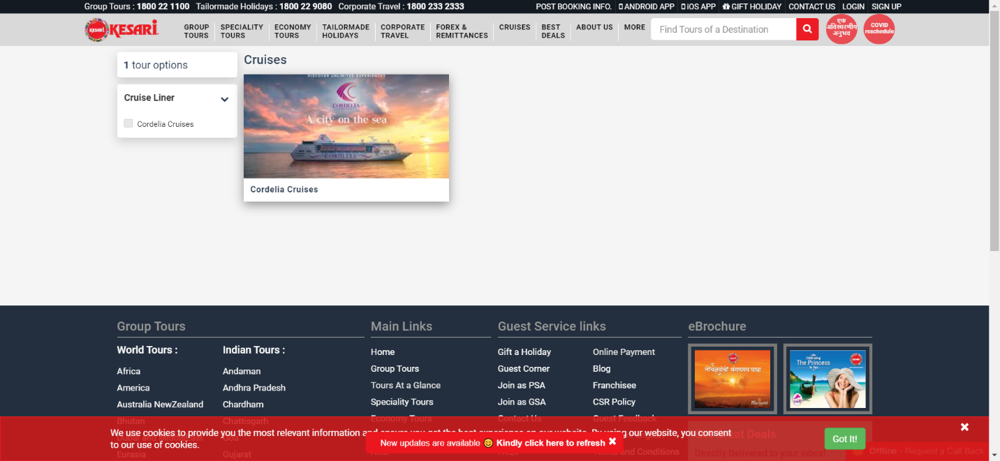 Group Tours : 1800 22 1100 Tailormade Holidays : 1800 22 9080 Corporate Travel : 1800 233 2333 POST BOOKING INFO. ANDROID APP iOS APP GIFT HOLIDAY CONTACT US LOGIN SIGN UP
KESARI KESARI
GROUP TOURS
SPECIALITY TOURS
ECONOMY TOURS
TAILORMADE HOLIDAYS
CORPORATE TRAVEL
FOREX & REMITTANCES
CRUISES
BEST DEALS
ABOUT US
MORE
Find Tours of a Destination
एक
अविस्मरणीय
अनुभव
COVID
reschedule
1 tour options
Cruise Liner
Cordelia Cruises
Cruises
DISCOVER UNLIMITED EXPERIENCES
CORDELIA
A city on the sea
CORDELIA
Cordelia Cruises
Group Tours
World Tours :
Africa
America
Australia NewZealand
Bhutan
Eurasia
Indian Tours :
Andaman
Andhra Pradesh
Chardham
Chattisgarh
Goa
Gujarat
Main Links
Home
Group Tours
Tours At a Glance
Speciality Tours
Economy Tours
Guest Service links
Gift a Holiday
Guest Corner
Join as PSA
Join as GSA
Contact Us
FAQs
Online Payment
Blog
Franchisee
CSR Policy
Guest Feedback
Terms and Conditions
eBrochure
The Princess
Deals
Directly Delivered to your inbox!
We use cookies to provide you the most relevant information and ensure you get the best experience on our website. By using our website, you consent
to our use of cookies.
Got It!
New updates are available Kindly click here to refresh
Offline - Request a Call Back